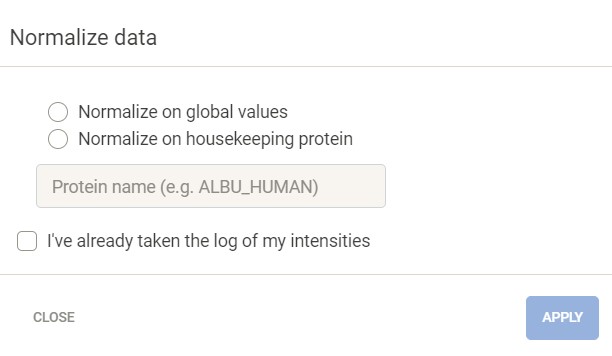 Normalize data
Normalize on global values
Normalize on housekeeping protein
Protein name (e.g. ALBU_HUMAN)
I've already taken the log of my intensities
CLOSE
APPLY